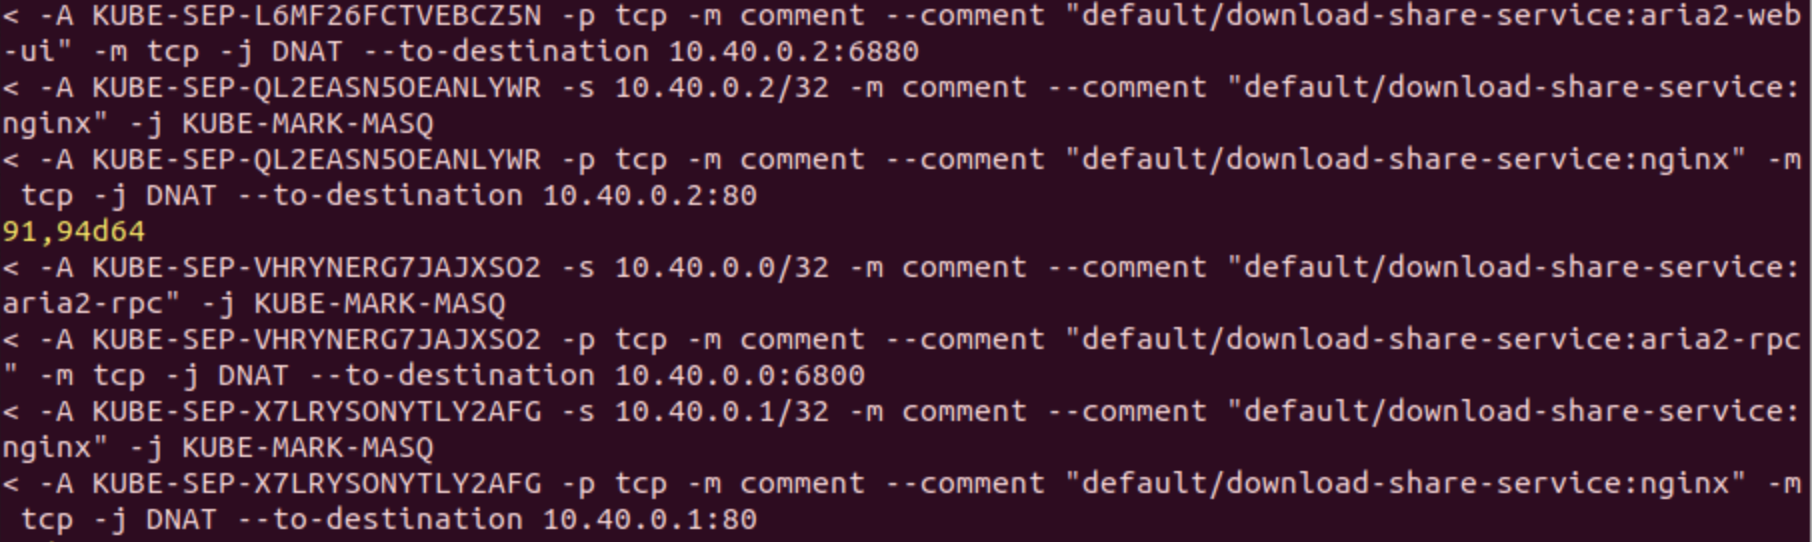 < -A KUBE-SEP-L6MF26FCTVEBCZ5N -p tcp -m comment --comment "default/download-share-service:aria2-web
-ui" -m tcp -j DNAT --to-destination 10.40.0.2:6880
< -A KUBE-SEP-QL2EASN5OEANLYWR -s 10.40.0.2/32 -m comment --comment "default/download-share-service:
nginx" -j KUBE-MARK-MASQ
< -A KUBE-SEP-QL2EASN5OEANLYWR -p tcp -m comment --comment "default/download-share-service:nginx" -m
 tcp -j DNAT --to-destination 10.40.0.2:80
91,94d64
< -A KUBE-SEP-VHRYNERG7JAJXSO2 -s 10.40.0.0/32 -m comment --comment "default/download-share-service:
aria2-rpc" -j KUBE-MARK-MASQ
< -A KUBE-SEP-VHRYNERG7JAJXSO2 -p tcp -m comment --comment "default/download-share-service:aria2-rpc
" -m tcp -j DNAT --to-destination 10.40.0.0:6800
< -A KUBE-SEP-X7LRYSONYTLY2AFG -s 10.40.0.1/32 -m comment --comment "default/download-share-service:
nginx" -j KUBE-MARK-MASQ
< -A KUBE-SEP-X7LRYSONYTLY2AFG -p tcp -m comment --comment "default/download-share-service:nginx" -m
 tcp -j DNAT --to-destination 10.40.0.1:80